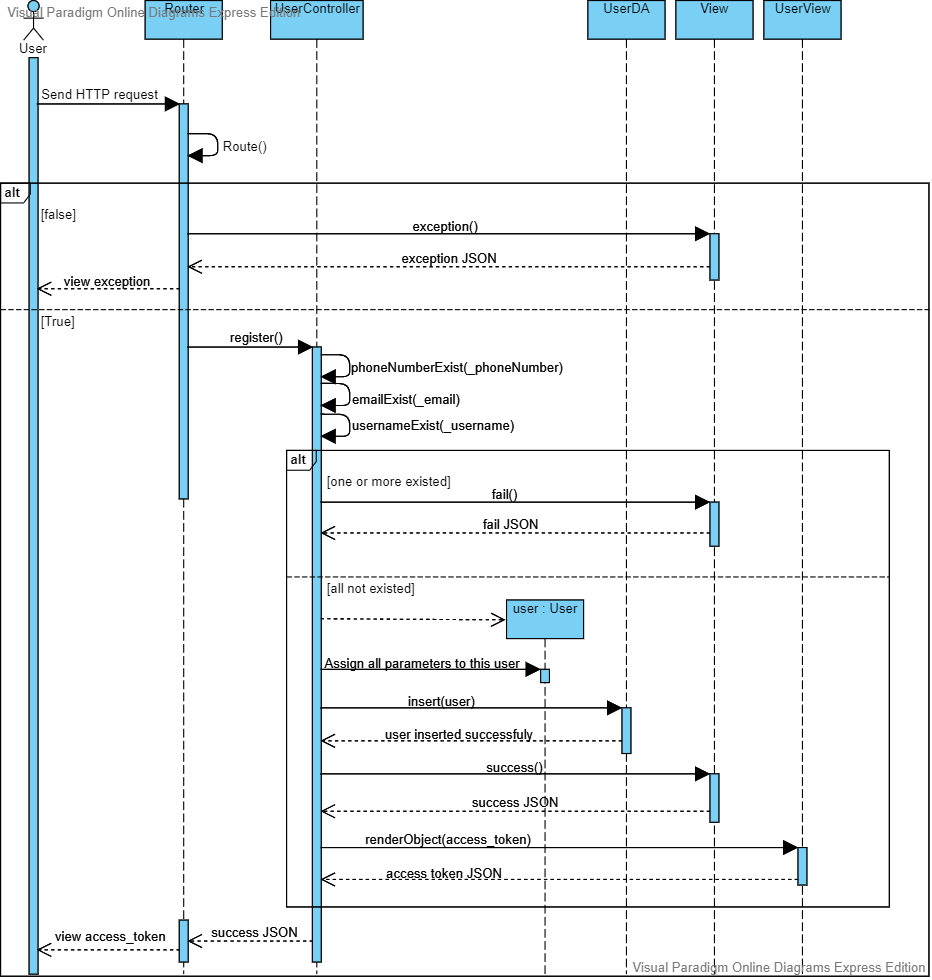 Visual Paradigm Online Diagrams Express Edition
Router
UserController
UserDA
View
UserView
User
Send HTTP request
Route()
alt
[false]
exception()
exception JSON
view exception
[True]
register()
phoneNumberExist(_phoneNumber)
emailExist(_email)
usernameExist(_username)
alt
[one or more existed]
fail()
fail JSON
[all not existed]
user : User
Assign all parameters to this user
insert(user)
user inserted successfuly
success()
success JSON
renderObject(access_token)
access token JSON
success JSON
view access_token
Visual Paradigm Online Diagrams Express Edition